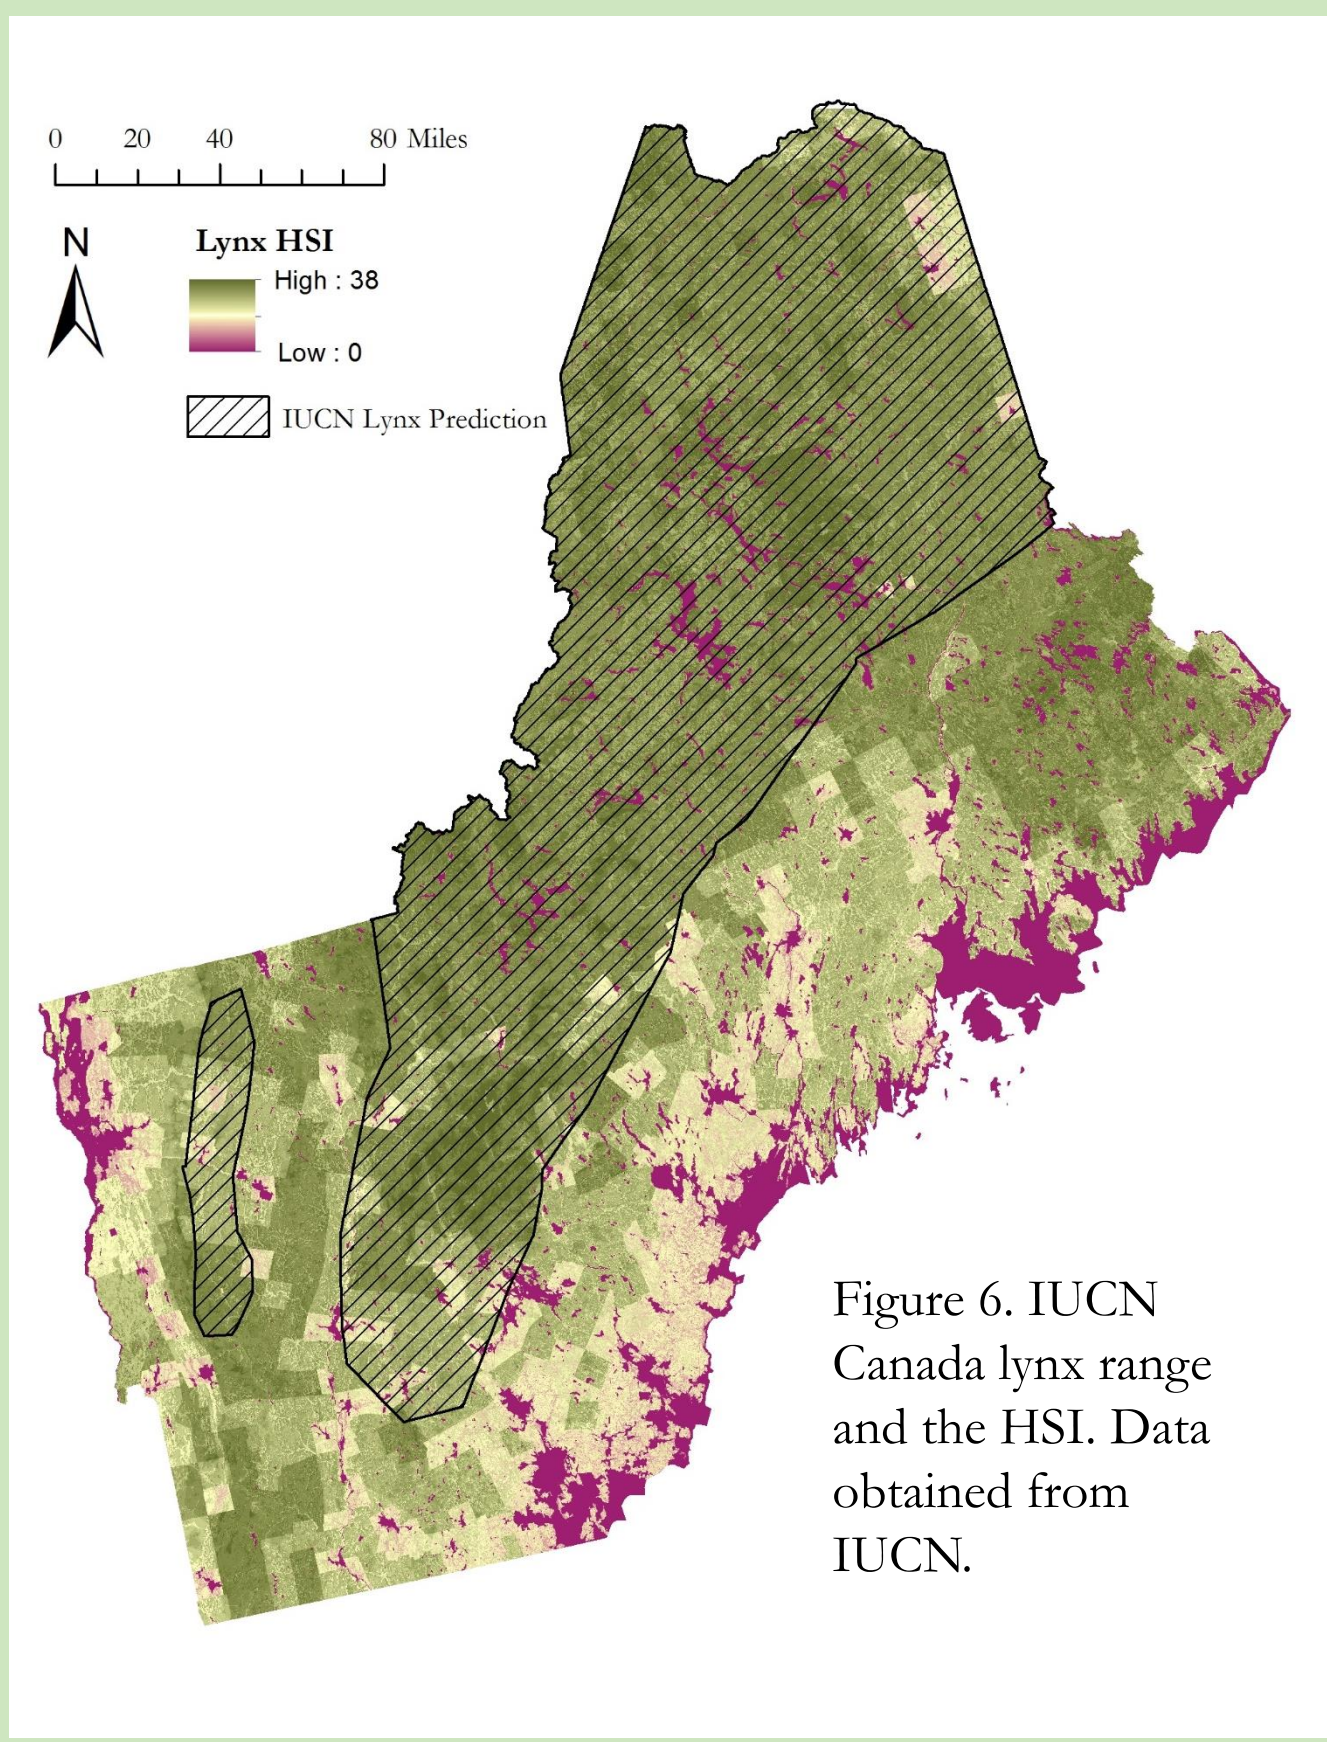 0 20 40 80 Miles
N
Lynx HSI
High : 38
Low : 0
IUCN Lynx Prediction
Figure 6. IUCN
Canada lynx range
and the HSI. Data
obtained from
IUCN.